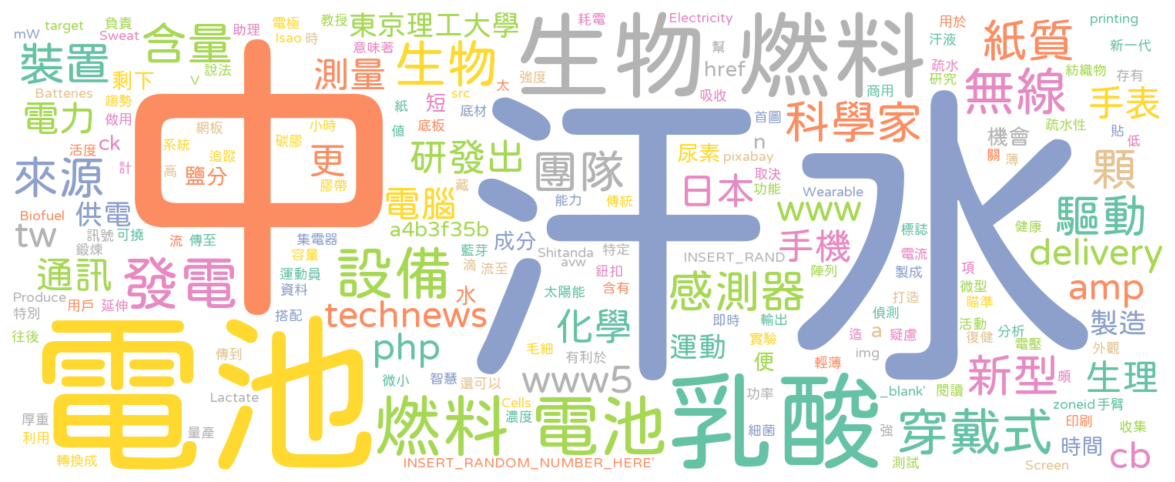 中
汗水
電池
生物燃料
乳酸
燃料電池
生物
含量
裝置
電力
來源
供電
通訊
發電
設備
technews
php
www5
tw
ck
測量
東京理工大學
研發出
團隊
電腦
a4b3f35b
更
短
鹽分
剩下
href
n
科學家
紙質
無線
手表
機會
顆
驅動
delivery
amp
製造
生理
新型
穿戴式
時間
cb
感測器
手機
www
日本
尿素
化學
運動
便
水
成分
a
mW
target
負責
Sweat
助理
電極
Isao
時
教授
意味著
耗電
Electricity
幫
吸收
用於
汗液
疏水
研究
printing
新一代
紡織物
存有
疏水性
貼
低
關
薄
商用
首圖
pixabay
取決
功能
Wearable
INSERT_RAND
特定
Shitanda
avw
能力
傳統
藏
底材
底板
紙
值
src
太
強度
V
說法
Batteries
趨勢
做用
活度
計
系統
網板
追蹤
高
小時
碳膠
膠帶
Biofuel
訊號
可撓
流
傳至
鍛煉
集電器
容量
運動員
資料
搭配
藍芽
滴
流至
太陽能
鈕扣
含有
Produce
特別
用戶
延伸
往後
傳到
Lactate
厚重
利用
量產
轉換成
微小
智慧
還可以
毛細
有利於
Cells
濃度
INSERT_RANDOM_NUMBER_HERE'
即時
輸出
實驗
造
疑慮
img
打造
偵測
製成
陣列
標誌
電流
健康
項
微型
瞄準
活動
復健
分析
電壓
外觀
輕薄
頗
_blank'
閱讀
zoneid
手臂
印刷
收集
功率
細菌
強
測試
Screen